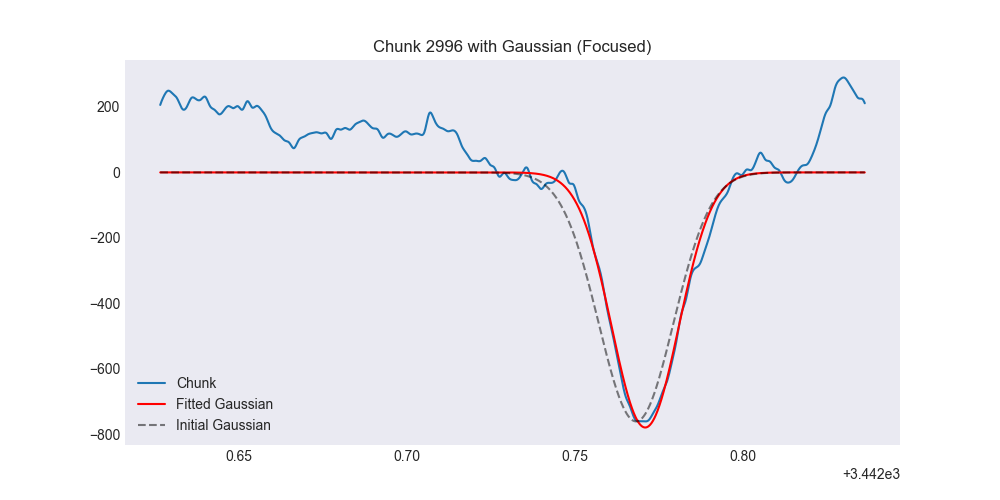 Chunk 2996 with Gaussian (Focused)
200
0
−200
−400
−600
−800
Chunk
Fitted Gaussian
Initial Gaussian
0.65 0.70 0.75 0.80
+3.442e3